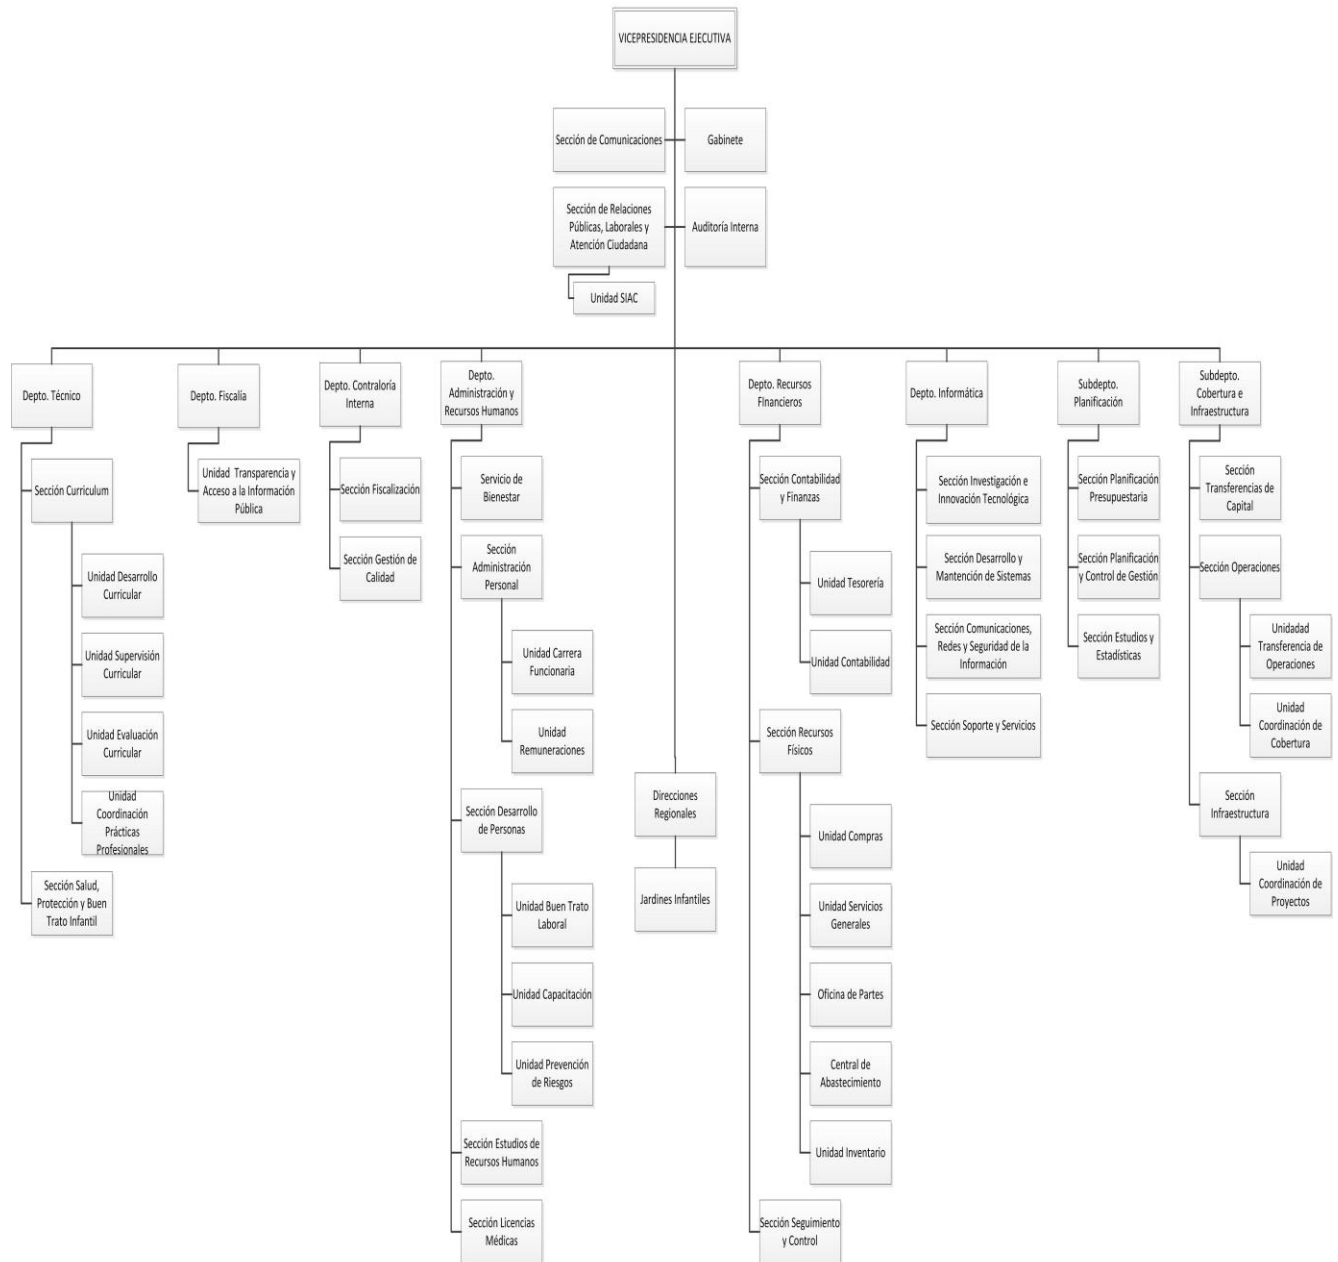 VICEPRESIDENCIA EJECUTIVA
Sección de Comunicaciones
Gabinete
Sección de Relaciones
Públicas, Laborales y
Atención Ciudadana
Auditoría Interna
Unidad SIAC
Depto. Técnico
Depto. Fiscalía
Depto. Contraloría
Interna
Depto.
Administración y
Recursos Humanos
Depto. Recursos
FInancieros
Depto. Informática
Subdepto.
Planificación
Subdepto.
Cobertura e
Infraestructura
Sección Curriculum
Unidad Desarrollo
Curricular
Unidad Supervisión
Curricular
Unidad Evaluación
Curricular
Unidad
Coordinación
Prácticas
Profesionales
Sección Salud,
Protección y Buen
Trato Infantil
Unidad Transparencia y
Acceso a la Información
Pública
Sección Fiscalización
Sección Gestión de
Calidad
Servicio de
Bienestar
Sección
Administración
Personal
Unidad Carrera
Funcionaria
Unidad
Remuneraciones
Sección Desarrollo
de Personas
Unidad Buen Trato
Laboral
Unidad Capacitación
Unidad Prevención
de Riesgos
Sección Estudios de
Recursos Humanos
Sección Licencias
Médicas
Direcciones
Regionales
Jardines Infantiles
Sección Contabilidad
y Finanzas
Unidad Tesorería
Unidad Contabilidad
Sección Recursos
Físicos
Unidad Compras
Unidad Servicios
Generales
Oficina de Partes
Central de
Abastecimiento
Unidad Inventario
Sección Seguimiento
y Control
Sección Investigación e
Innovación Tecnológica
Sección Desarrollo y
Mantención de Sistemas
Sección Comunicaciones,
Redes y Seguridad de la
Información
Sección Soporte y Servicios
Sección Planificación
Presupuestaria
Sección Planificación
y Control de Gestión
Sección Estudios y
Estadísticas
Sección
Transferencias de
Capital
Sección Operaciones
Unidadad
Transferencia de
Operaciones
Unidad
Coordinación de
Cobertura
Sección
Infraestructura
Unidad
Coordinación de
Proyectos